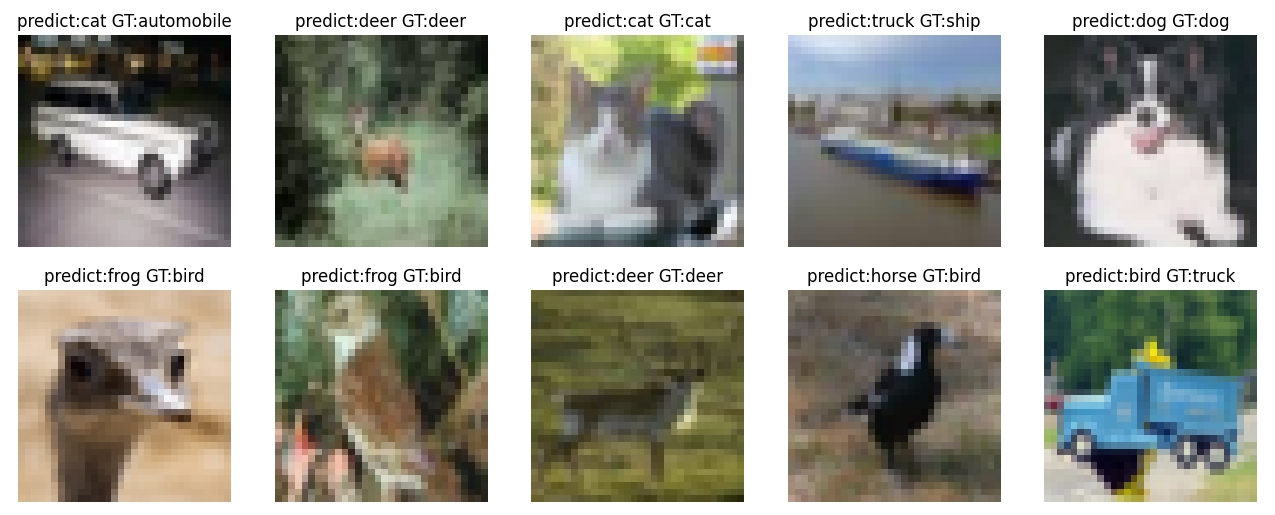 predict:cat GT:automobile
predict:deer GT:deer
predict:cat GT:cat
predict:truck GT:ship
predict:dog GT:dog
predict:frog GT:bird
predict:frog GT:bird
predict:deer GT:deer
predict:horse GT:bird
predict:bird GT:truck